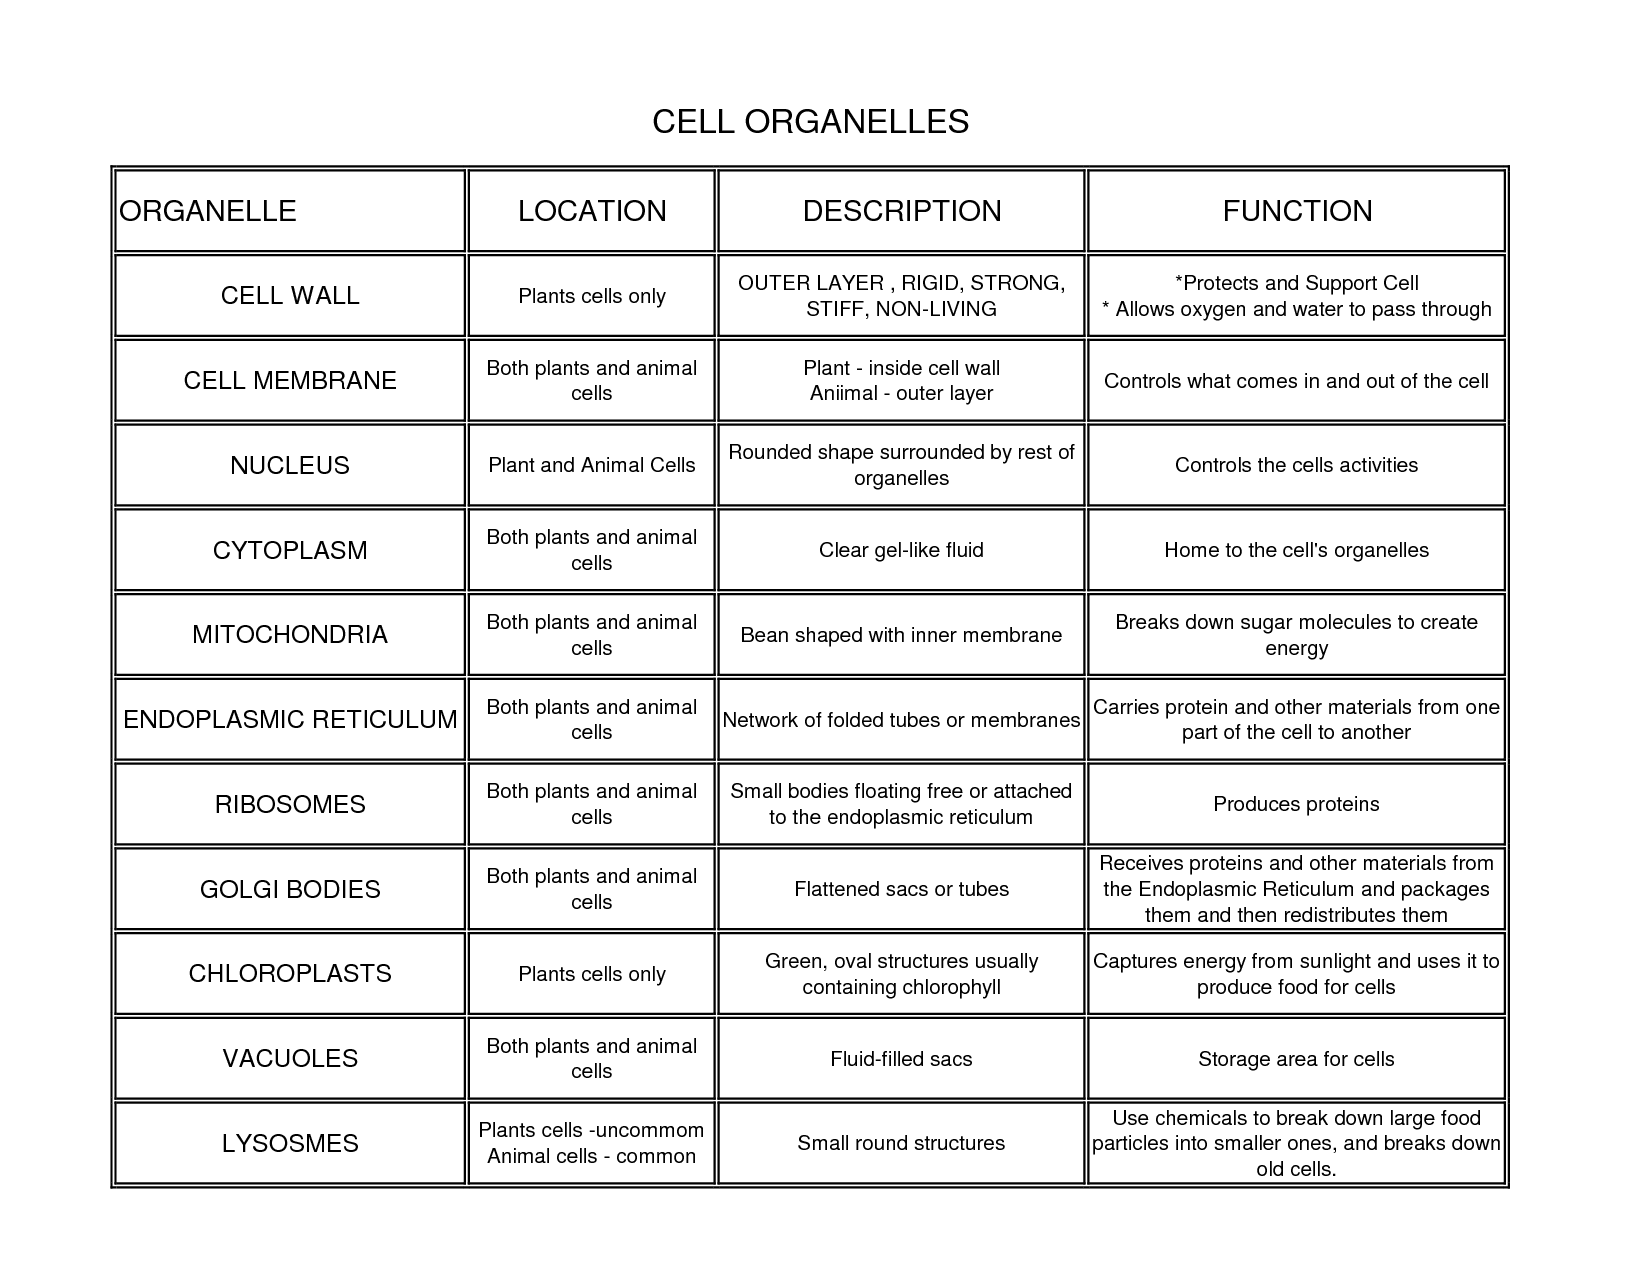 CELL ORGANELLES
ORGANELLE
LOCATION
DESCRIPTION
FUNCTION
CELL WALL
Plants cells only
OUTER LAYER , RIGID, STRONG,
STIFF, NON-LIVING
*Protects and Support Cell
* Allows oxygen and water to pass through
CELL MEMBRANE
Both plants and animal
cells
Plant - inside cell wall
Aniimal - outer layer
Controls what comes in and out of the cell
NUCLEUS
Plant and Animal Cells
Rounded shape surrounded by rest of
organelles
Controls the cells activities
CYTOPLASM
Both plants and animal
cells
Clear gel-like fluid
Home to the cell's organelles
MITOCHONDRIA
Both plants and animal
cells
Bean shaped with inner membrane
Breaks down sugar molecules to create
energy
ENDOPLASMIC RETICULUM
Both plants and animal
cells
Network of folded tubes or membranes
Carries protein and other materials from one
part of the cell to another
RIBOSOMES
Both plants and animal
cells
Small bodies floating free or attached
to the endoplasmic reticulum
Produces proteins
GOLGI BODIES
Both plants and animal
cells
Flattened sacs or tubes
Receives proteins and other materials from
the Endoplasmic Reticulum and packages
them and then redistributes them
CHLOROPLASTS
Plants cells only
Green, oval structures usually
containing chlorophyll
Captures energy from sunlight and uses it to
produce food for cells
VACUOLES
Both plants and animal
cells
Fluid-filled sacs
Storage area for cells
LYSOSMES
Plants cells -uncommom
Animal cells - common
Small round structures
Use chemicals to break down large food
particles into smaller ones, and breaks down
old cells.